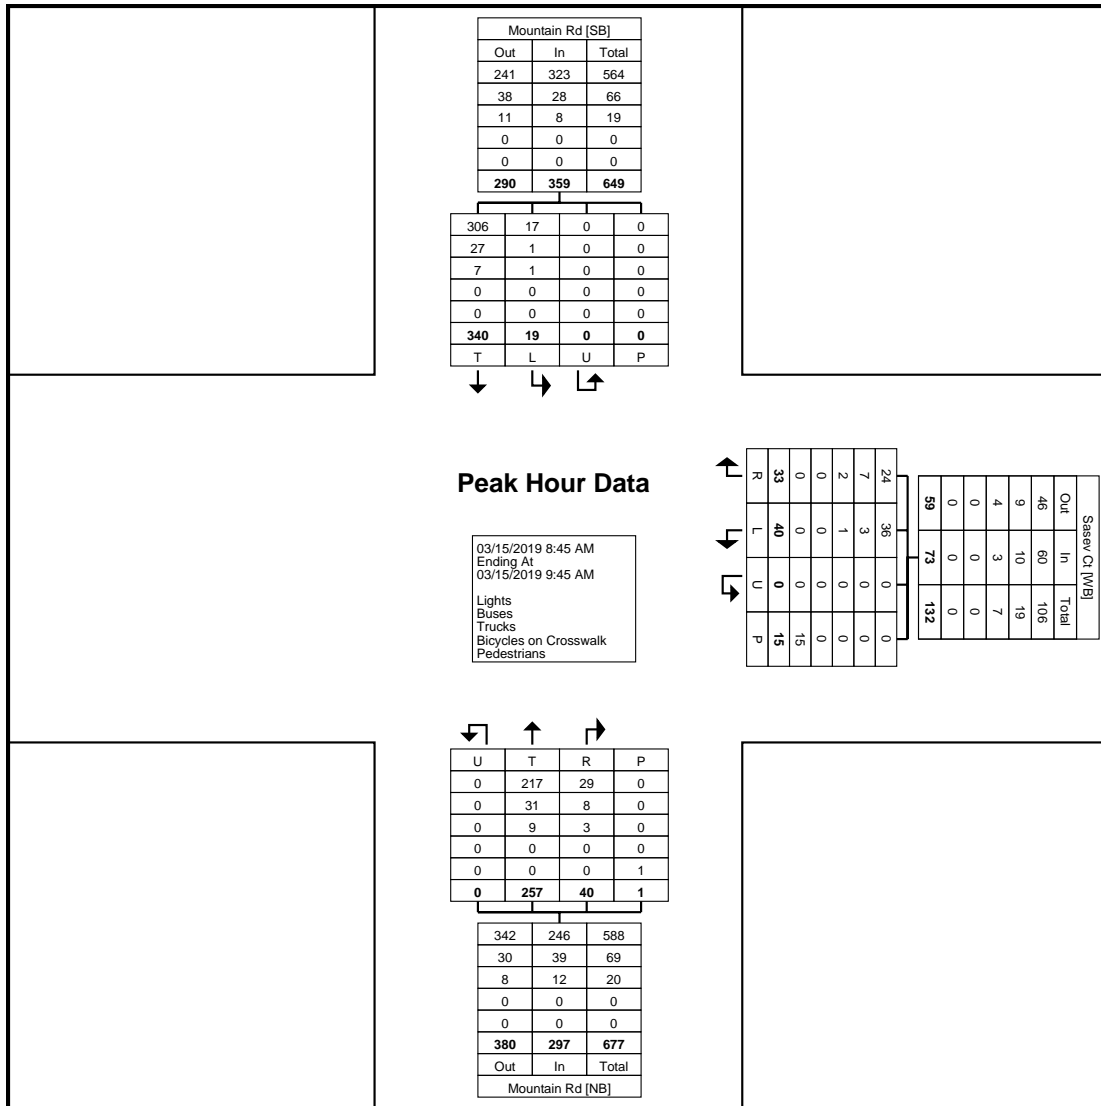 Mountain Rd [SB]
Out In Total
241 323 564
38 28 66
11 8 19
0 0 0
0 0 0
290 359 649
306 17 0 0
27 1 0 0
7 1 0 0
0 0 0 0
0 0 0 0
340 19 0 0
T L U P
Peak Hour Data
03/15/2019 8:45 AM
Ending At
03/15/2019 9:45 AM
Lights
Buses
Trucks
Bicycles on Crosswalk
Pedestrians
Sasev Ct [WB]
Out In Total
46 60 106
9 10 19
4 3 7
0 0 0
0 0 0
59 73 132
24 36 0 0
7 3 0 0
2 1 0 0
0 0 0 0
0 0 0 15
33 40 0 15
R L U P
U T R P
0 217 29 0
0 31 8 0
0 9 3 0
0 0 0 0
0 0 0 1
0 257 40 1
342 246 588
30 39 69
8 12 20
0 0 0
0 0 0
380 297 677
Out In Total
Mountain Rd [NB]